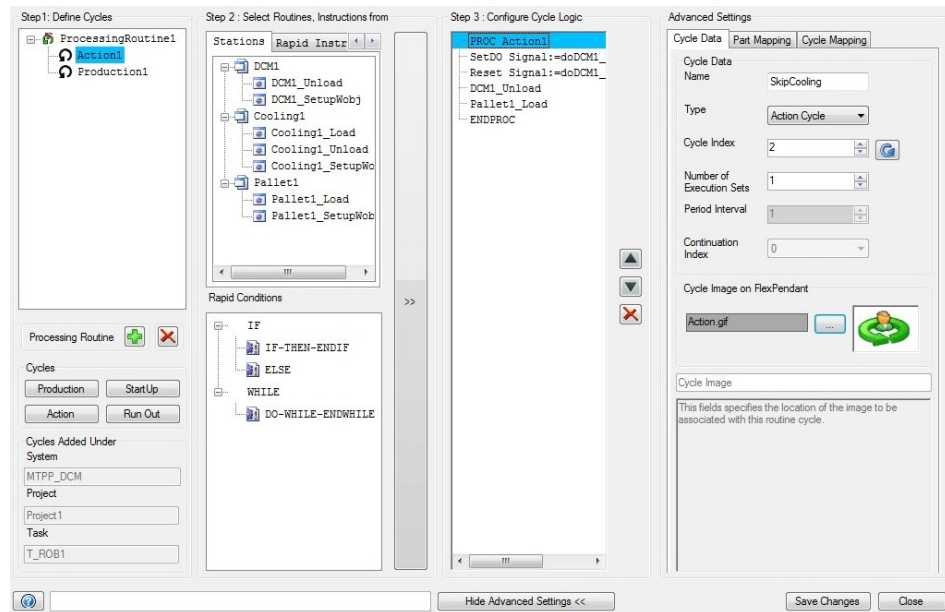 Step1: Define Cycles
ProcessingRoutine1
Action1
Production1
Processing Routine
Cycles
Production
StartUp
Action
Run Out
Cycles Added Under
System
MTPP_DCM
Project
Project1
Task
T_ROB1
Step 2 : Select Routines, Instructions from
Stations
Rapid Instr
DCM1
DCM1_Unload
DCM1_SetupWobj
Cooling1
Cooling1_Load
Cooling1_Unload
Cooling1_SetupWo
Pallet1
Pallet1_Load
Pallet1_SetupWob
Rapid Conditions
IF
IF-THEN-ENDIF
ELSE
WHILE
DO-WHILE-ENDWHILE
>>
Step 3 : Configure Cycle Logic
PROC Action1
SetDO Signal:=doDCM1_
Reset Signal:=doDCM1_
DCM1_Unload
Pallet1_Load
ENDPROC
Advanced Settings
Cycle Data
Part Mapping
Cycle Mapping
Cycle Data
Name
SkipCooling
Type
Action Cycle
Cycle Index
2
Number of
Execution Sets
1
Period Interval
1
Continuation
Index
0
Cycle Image on FlexPendant
Action.gif
...
Cycle Image
This fields specifies the location of the image to be
associated with this routine cycle.
Hide Advanced Settings <<
Save Changes
Close